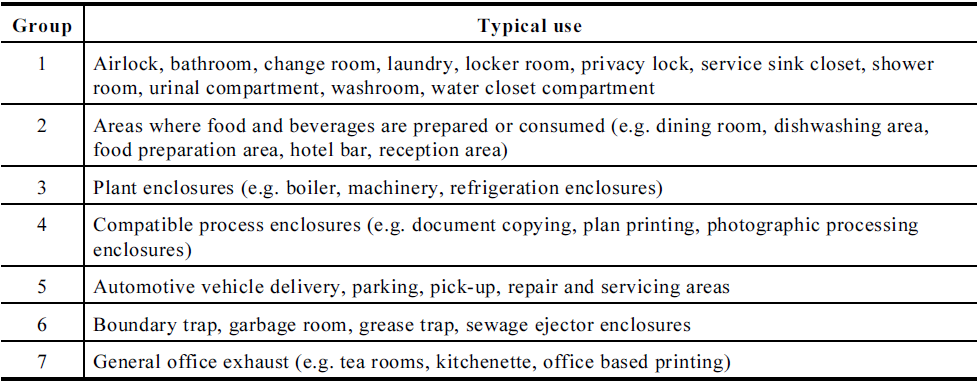 Group Typical use
1 Airlock, bathroom, change room, laundry, locker room, privacy lock, service sink closet, shower
room, urinal compartment, washroom, water closet compartment
2 Areas where food and beverages are prepared or consumed (e.g. dining room, dishwashing area,
food preparation area, hotel bar, reception area)
3 Plant enclosures (e.g. boiler, machinery, refrigeration enclosures)
4 Compatible process enclosures (e.g. document copying, plan printing, photographic processing
enclosures)
5 Automotive vehicle delivery, parking, pick-up, repair and servicing areas
6 Boundary trap, garbage room, grease trap, sewage ejector enclosures
7 General office exhaust (e.g. tea rooms, kitchenette, office based printing)